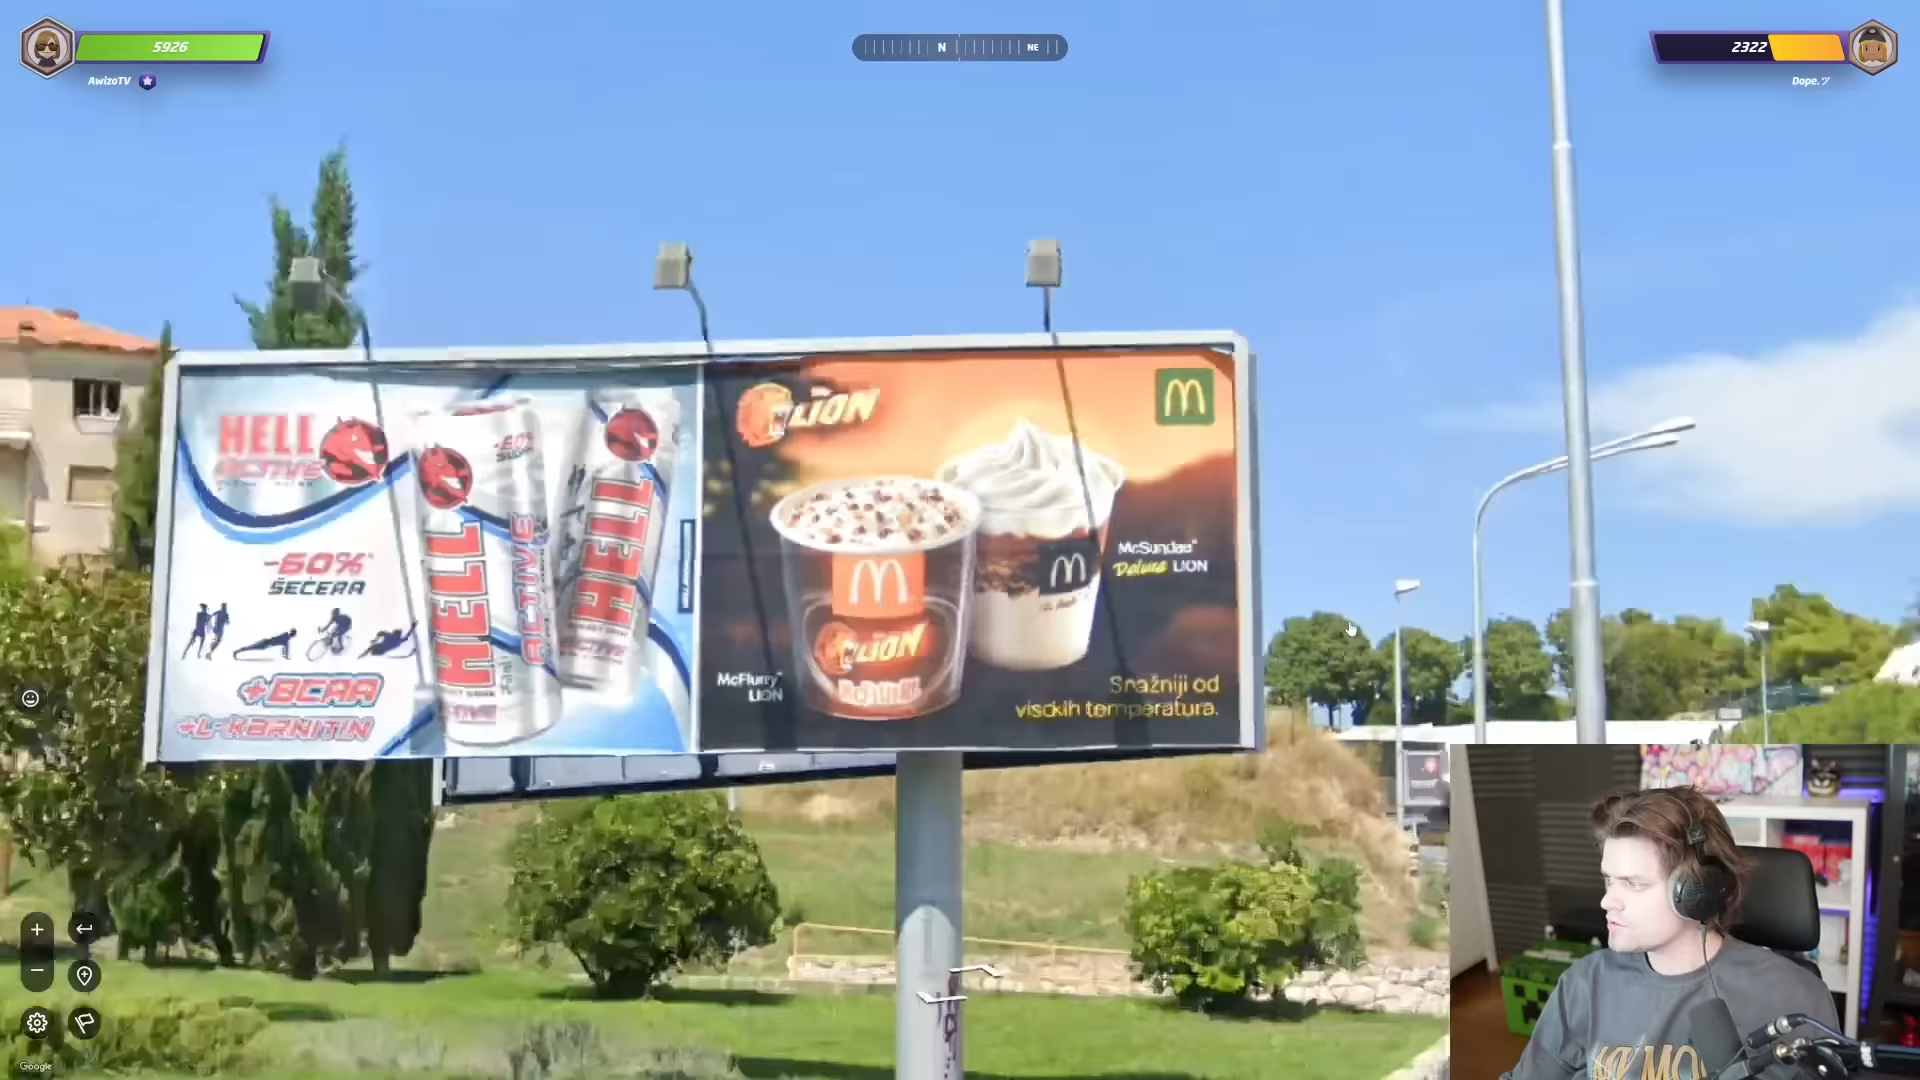 5926
AwizoTV
N
NE
2322
Dope.ツ
HELL
ACTIVE
-60%*
ŠEĆERA
+BCAA
+L-KARNITIN
HELL
ACTIVE
HELL
LION
M
McSundae
Deluxe LION
McFlurry
LION
M
LION
Snažniji od
visokih temperatura.
Google